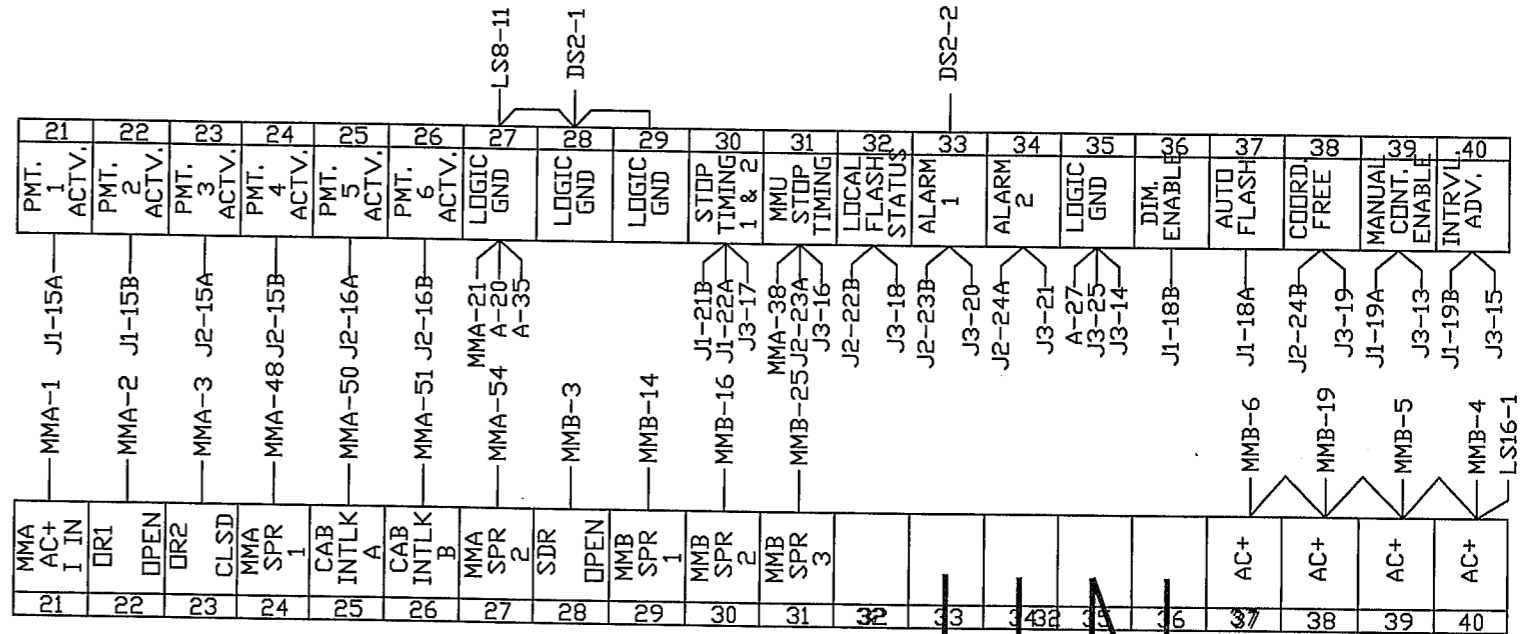 LS8-11
DS2-1
DS2-2
21 22 23 24 25 26 27 28 29 30 31 32 33 34 35 36 37 38 39 40
PMT. 1 ACTV.
PMT. 2 ACTV.
PMT. 3 ACTV.
PMT. 4 ACTV.
PMT. 5 ACTV.
PMT. 6 ACTV.
LOGIC GND
LOGIC GND
LOGIC GND
STOP TIMING 1 & 2
MMU STOP TIMING
LOCAL FLASH STATUS
ALARM 1
ALARM 2
LOGIC GND
DIM. ENABLE
AUTO FLASH
COORD. FREE
MANUAL CONT. ENABLE
INTRVL. ADV.
J1-15A
J1-15B
J2-15A
J2-15B
J2-16A
J2-16B
MMA-21
A-20
A-35
J1-21B
J1-22A
J3-17
MMA-38
J2-23A
J3-16
J2-22B
J3-18
J2-23B
J3-20
J2-24A
J3-21
A-27
J3-25
J3-14
J1-18B
J1-18A
J2-24B
J3-19
J1-19A
J3-13
J1-19B
J3-15
MMA-1
MMA-2
MMA-3
MMA-48
MMA-50
MMA-51
MMA-54
MMB-3
MMB-14
MMB-16
MMB-25
MMB-6
MMB-19
MMB-5
MMB-4
LS16-1
MMA AC+ I IN
OR1 OPEN
OR2 CLSD
MMA SPR 1
CAB INTLK A
CAB INTLK B
MMA SPR 2
SDR OPEN
MMB SPR 1
MMB SPR 2
MMB SPR 3
AC+
AC+
AC+
AC+
21 22 23 24 25 26 27 28 29 30 31 32 33 34 32 35 36 37 38 39 40